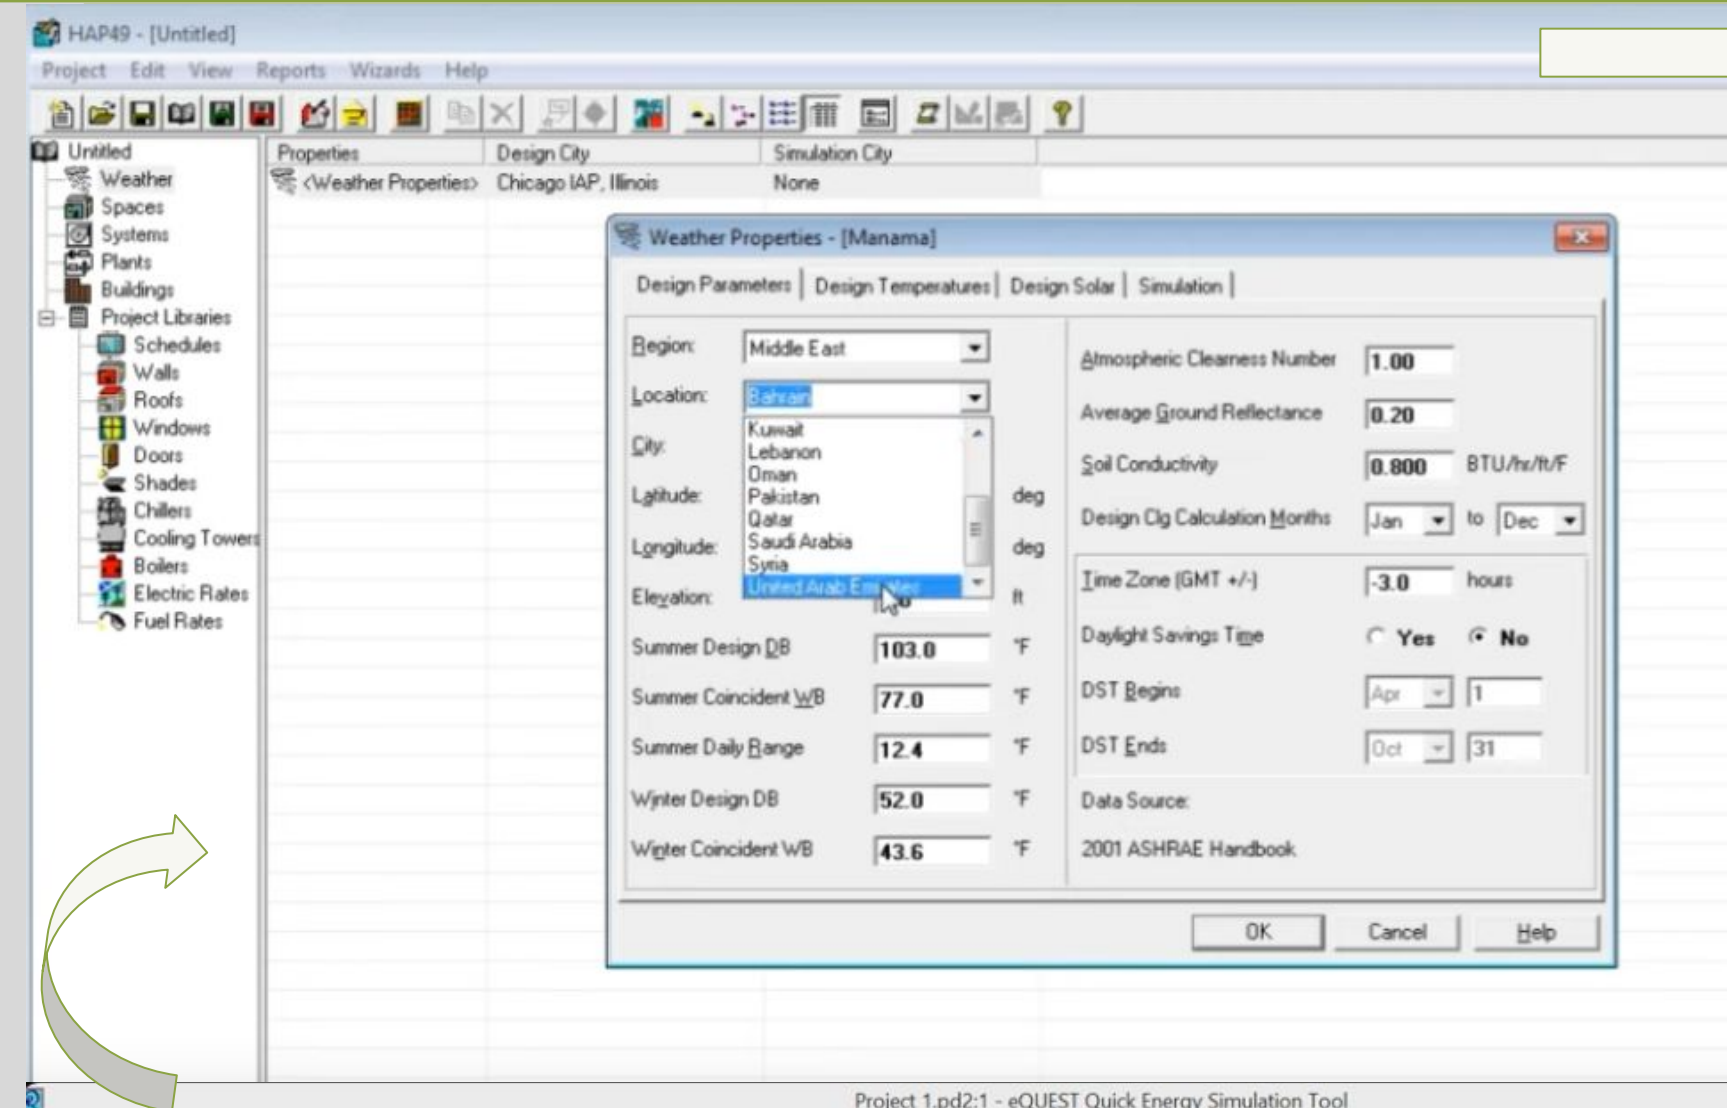 HAP49 - [Untitled]
Project Edit View Reports Wizards Help
Untitled
Weather
Spaces
Systems
Plants
Buildings
Project Libraries
Schedules
Walls
Roofs
Windows
Doors
Shades
Chillers
Cooling Towers
Boilers
Electric Rates
Fuel Rates
Properties Design City Simulation City
<Weather Properties> Chicago IAP, Illinois None
Weather Properties - [Manama]
Design Parameters Design Temperatures Design Solar Simulation
Region: Middle East
Location: Bahrain
Kuwait
Lebanon
Oman
Pakistan
Qatar
Saudi Arabia
Syria
United Arab Emirates
City:
Latitude: deg
Longitude: deg
Elevation: ft
Summer Design DB 103.0 °F
Summer Coincident WB 77.0 °F
Summer Daily Range 12.4 °F
Winter Design DB 52.0 °F
Winter Coincident WB 43.6 °F
Atmospheric Clearness Number 1.00
Average Ground Reflectance 0.20
Soil Conductivity 0.800 BTU/hr/ft/F
Design Clg Calculation Months Jan to Dec
Time Zone (GMT +/-) -3.0 hours
Daylight Savings Time Yes No
DST Begins Apr 1
DST Ends Oct 31
Data Source:
2001 ASHRAE Handbook
OK Cancel Help
Project 1.pd2:1 - eQUEST Quick Energy Simulation Tool